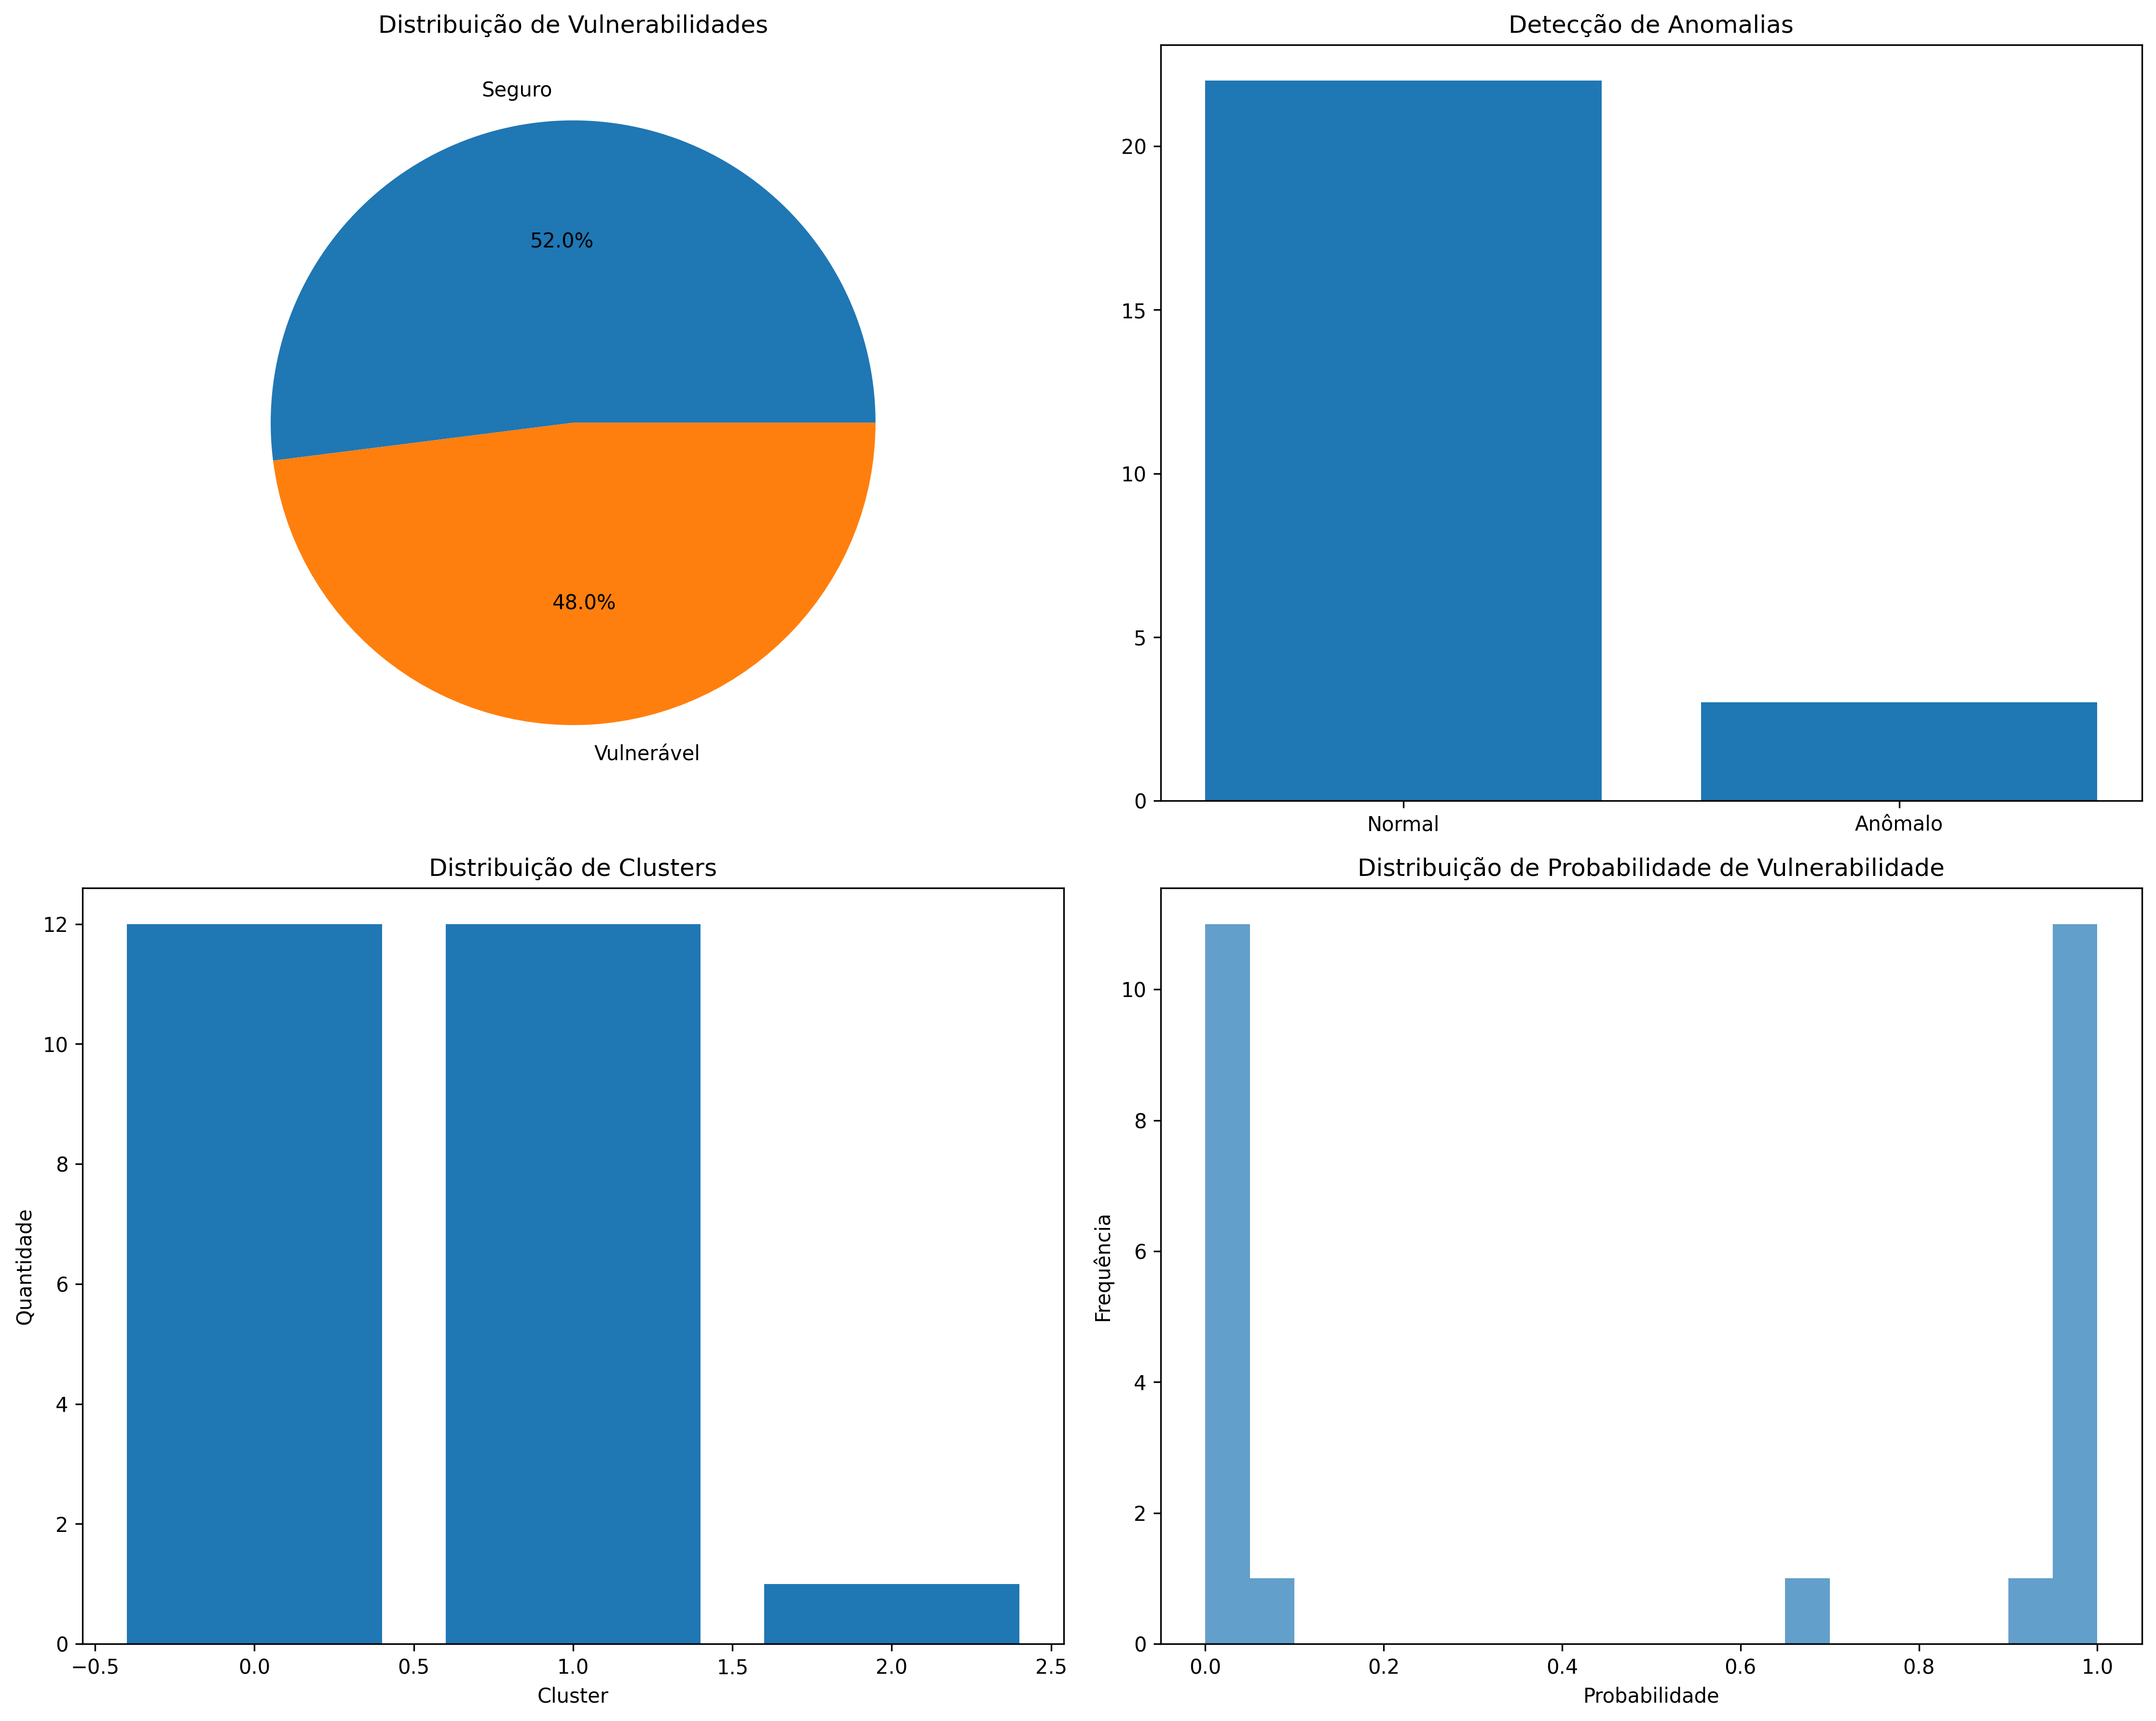 Distribuição de Vulnerabilidades
Seguro
52.0%
48.0%
Vulnerável
Detecção de Anomalias
20
15
10
5
0
Normal Anômalo
Distribuição de Clusters
12
10
8
6
4
2
0
Quantidade
−0.5 0.0 0.5 1.0 1.5 2.0 2.5
Cluster
Distribuição de Probabilidade de Vulnerabilidade
10
8
6
4
2
0
Frequência
0.0 0.2 0.4 0.6 0.8 1.0
Probabilidade